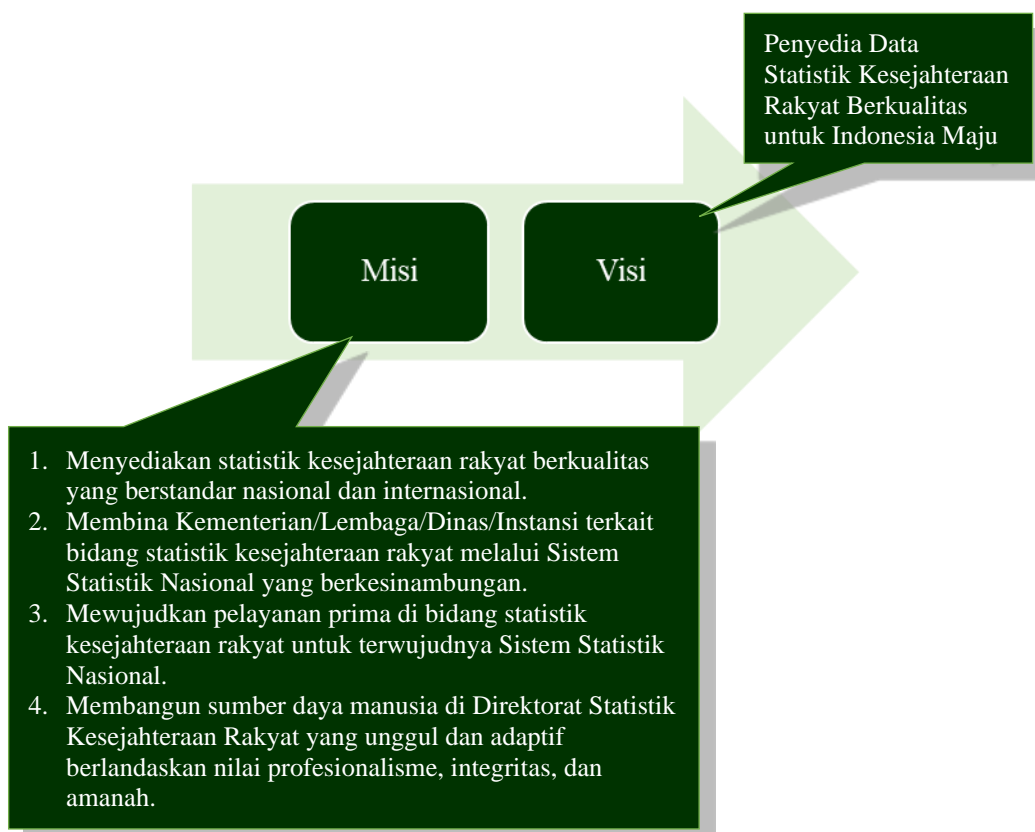 Penyedia Data
Statistik Kesejahteraan
Rakyat Berkualitas
untuk Indonesia Maju
Misi
Visi
1. Menyediakan statistik kesejahteraan rakyat berkualitas
yang berstandar nasional dan internasional.
2. Membina Kementerian/Lembaga/Dinas/Instansi terkait
bidang statistik kesejahteraan rakyat melalui Sistem
Statistik Nasional yang berkesinambungan.
3. Mewujudkan pelayanan prima di bidang statistik
kesejahteraan rakyat untuk terwujudnya Sistem Statistik
Nasional.
4. Membangun sumber daya manusia di Direktorat Statistik
Kesejahteraan Rakyat yang unggul dan adaptif
berlandaskan nilai profesionalisme, integritas, dan
amanah.